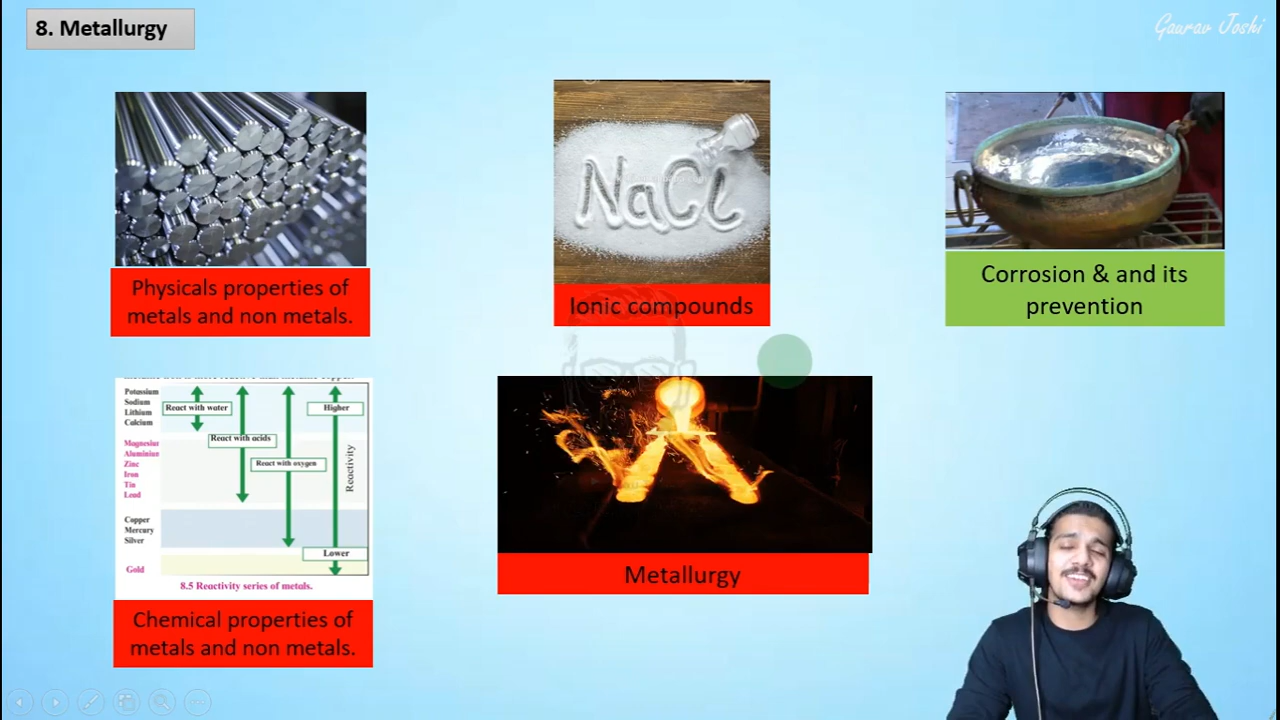 8. Metallurgy
Gaurav Joshi
NaCl
Physicals properties of
metals and non metals.
Ionic compounds
Corrosion & and its
prevention
Potassium
Sodium
Lithium
Calcium
Magnesium
Aluminium
Zinc
Iron
Tin
Lead
Copper
Mercury
Silver
Gold
React with water
React with acids
React with oxygen
Higher
Reactivity
Lower
8.5 Reactivity series of metals.
Chemical properties of
metals and non metals.
Metallurgy